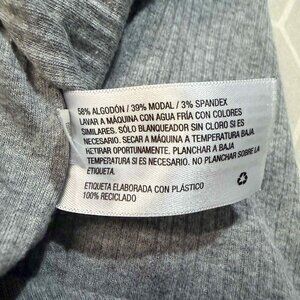 58% ALGODÓN / 39% MODAL / 3% SPANDEX
LAVAR A MÁQUINA CON AGUA FRÍA CON COLORES
SIMILARES. SÓLO BLANQUEADOR SIN CLORO SI ES
NECESARIO. SECAR A MÁQUINA A TEMPERATURA BAJA.
RETIRAR OPORTUNAMENTE. PLANCHAR A BAJA
TEMPERATURA SI ES NECESARIO. NO PLANCHAR SOBRE LA
ETIQUETA.
ETIQUETA ELABORADA CON PLÁSTICO
100% RECICLADO